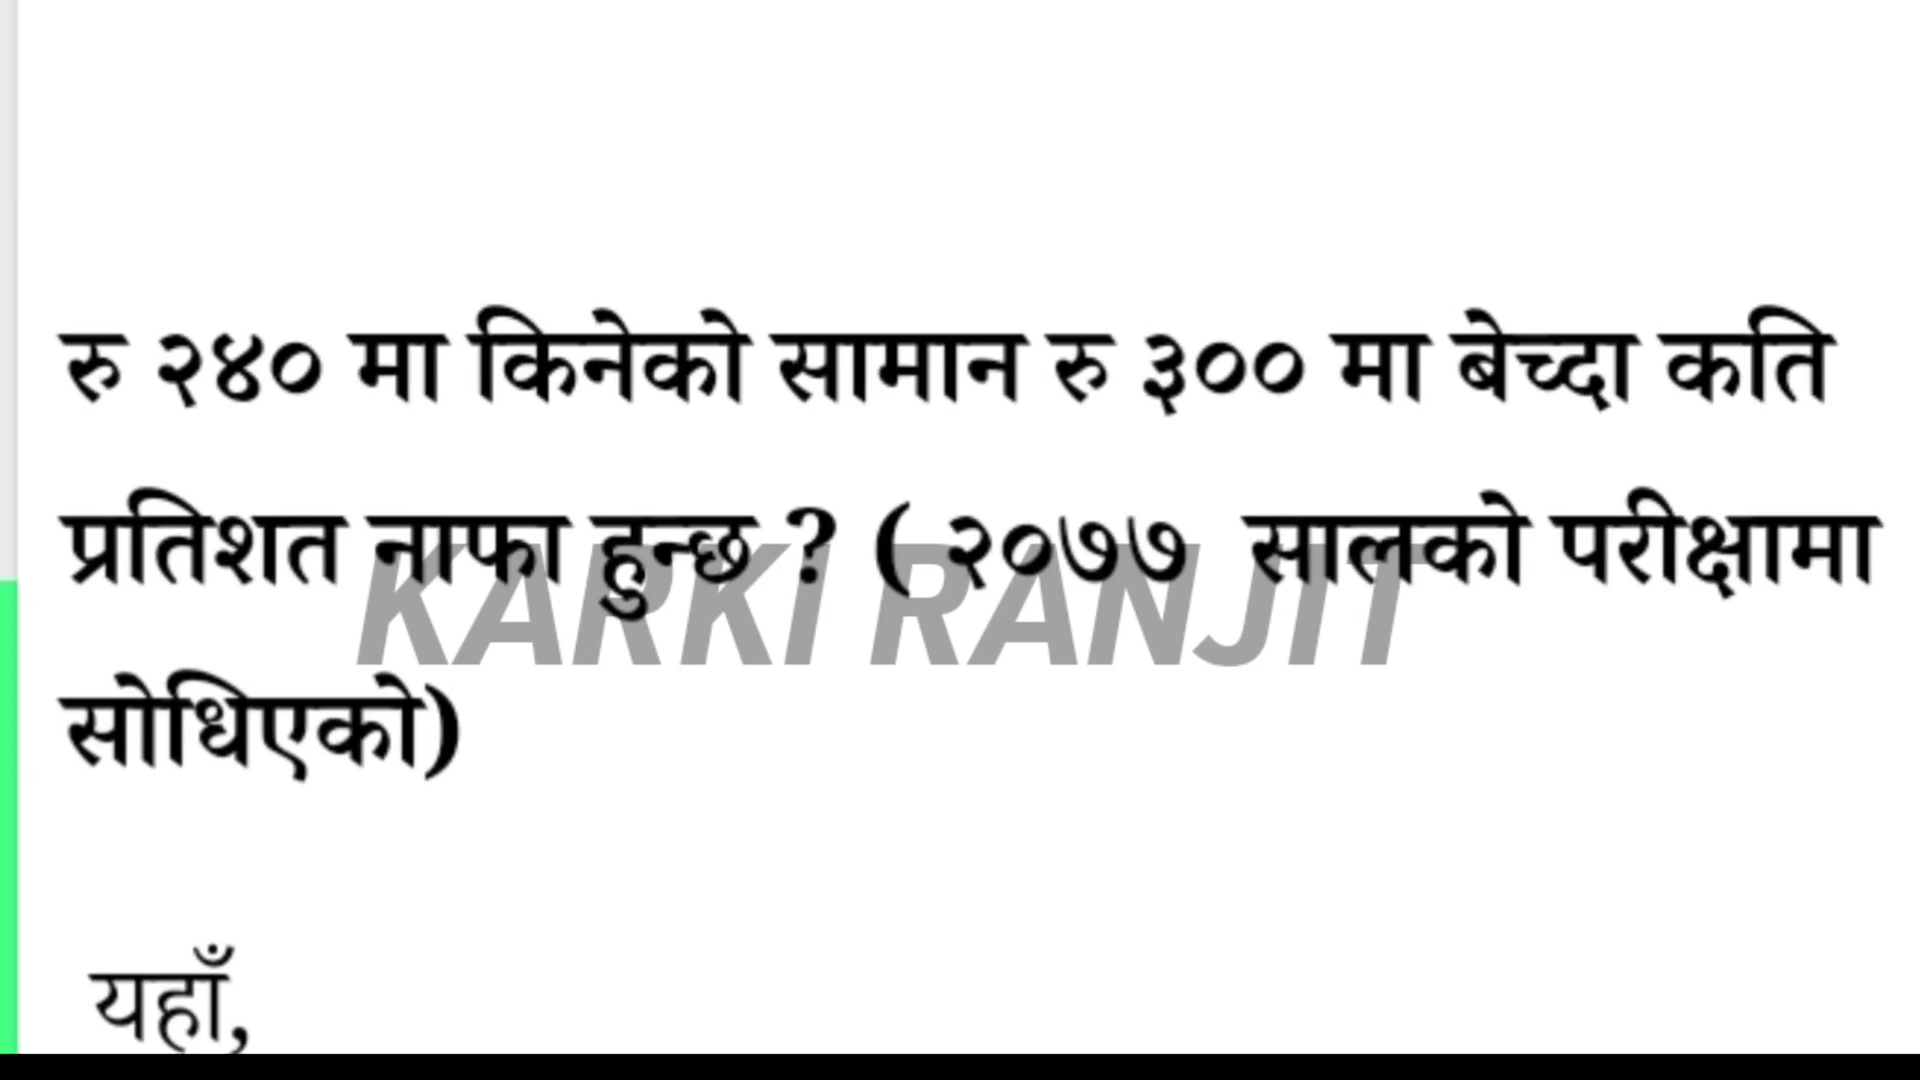 रु २४० मा किनेको सामान रु ३०० मा बेच्दा कति
प्रतिशत नाफा हुन्छ ? ( २०७७ सालको परीक्षामा
सोधिएको)
KARKI RANJIT
यहाँ,